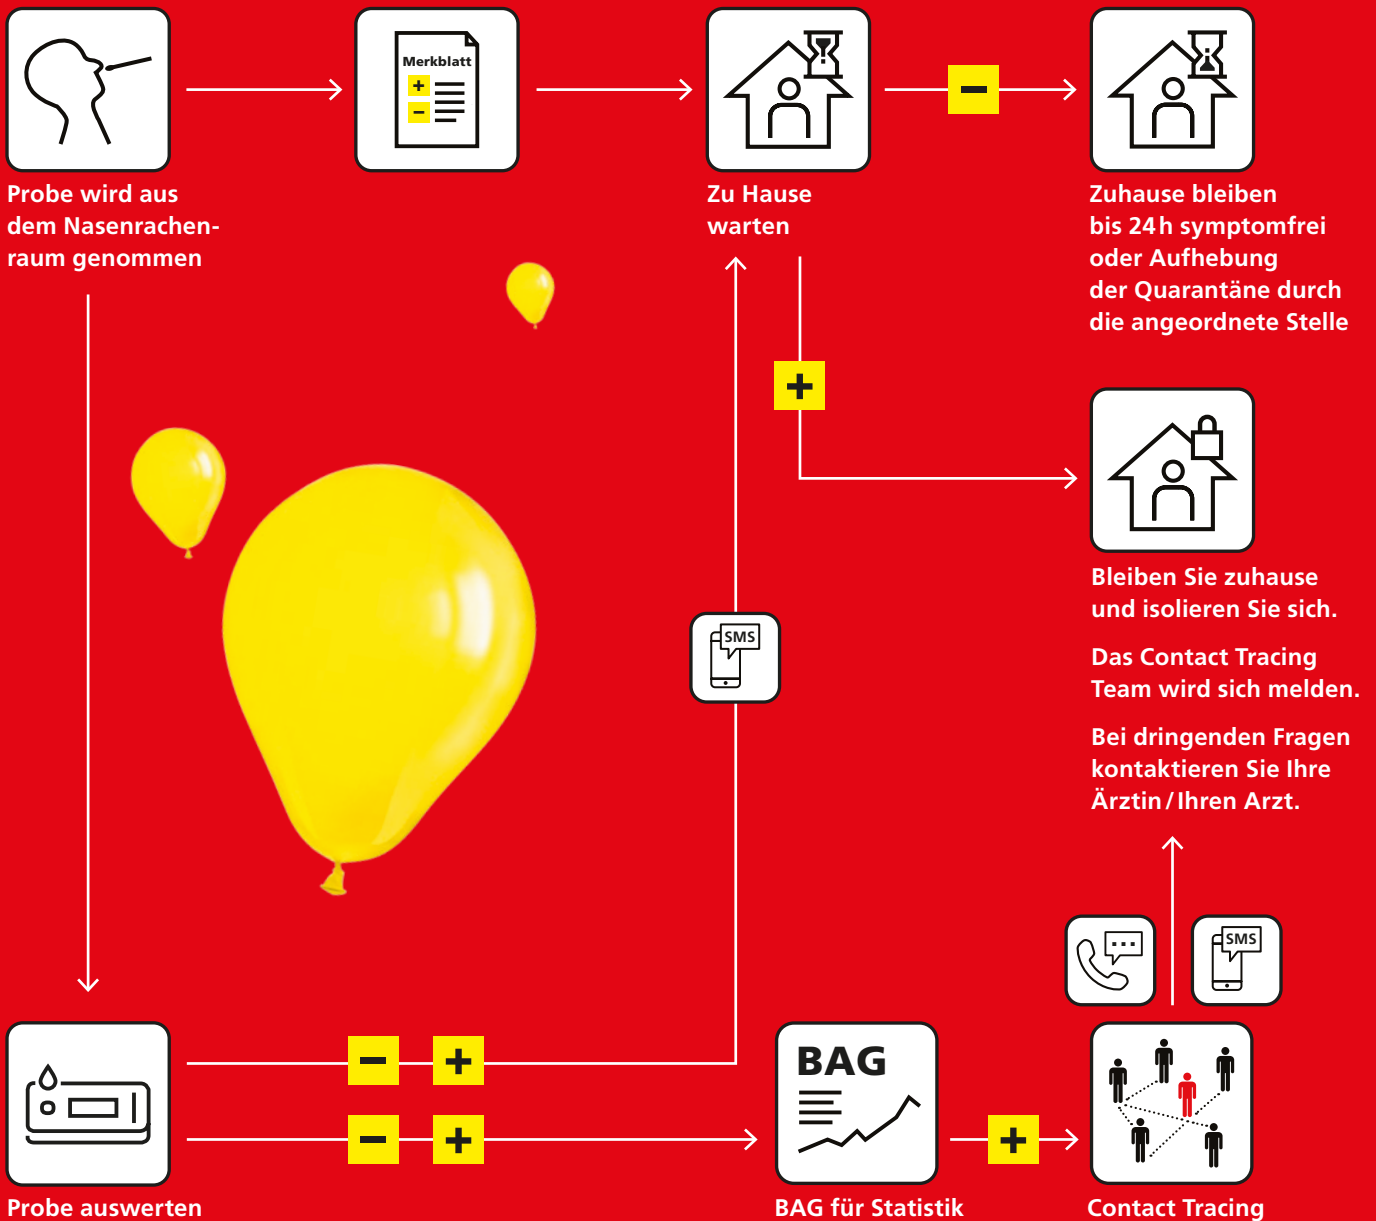 Merkblatt
Probe wird aus
dem Nasenrachen-
raum genommen
Zu Hause
warten
Zuhause bleiben
bis 24h symptomfrei
oder Aufhebung
der Quarantäne durch
die angeordnete Stelle
Bleiben Sie zuhause
und isolieren Sie sich.
Das Contact Tracing
Team wird sich melden.
Bei dringenden Fragen
kontaktieren Sie Ihre
Ärztin/Ihren Arzt.
SMS
SMS
BAG
Probe auswerten
BAG für Statistik
Contact Tracing